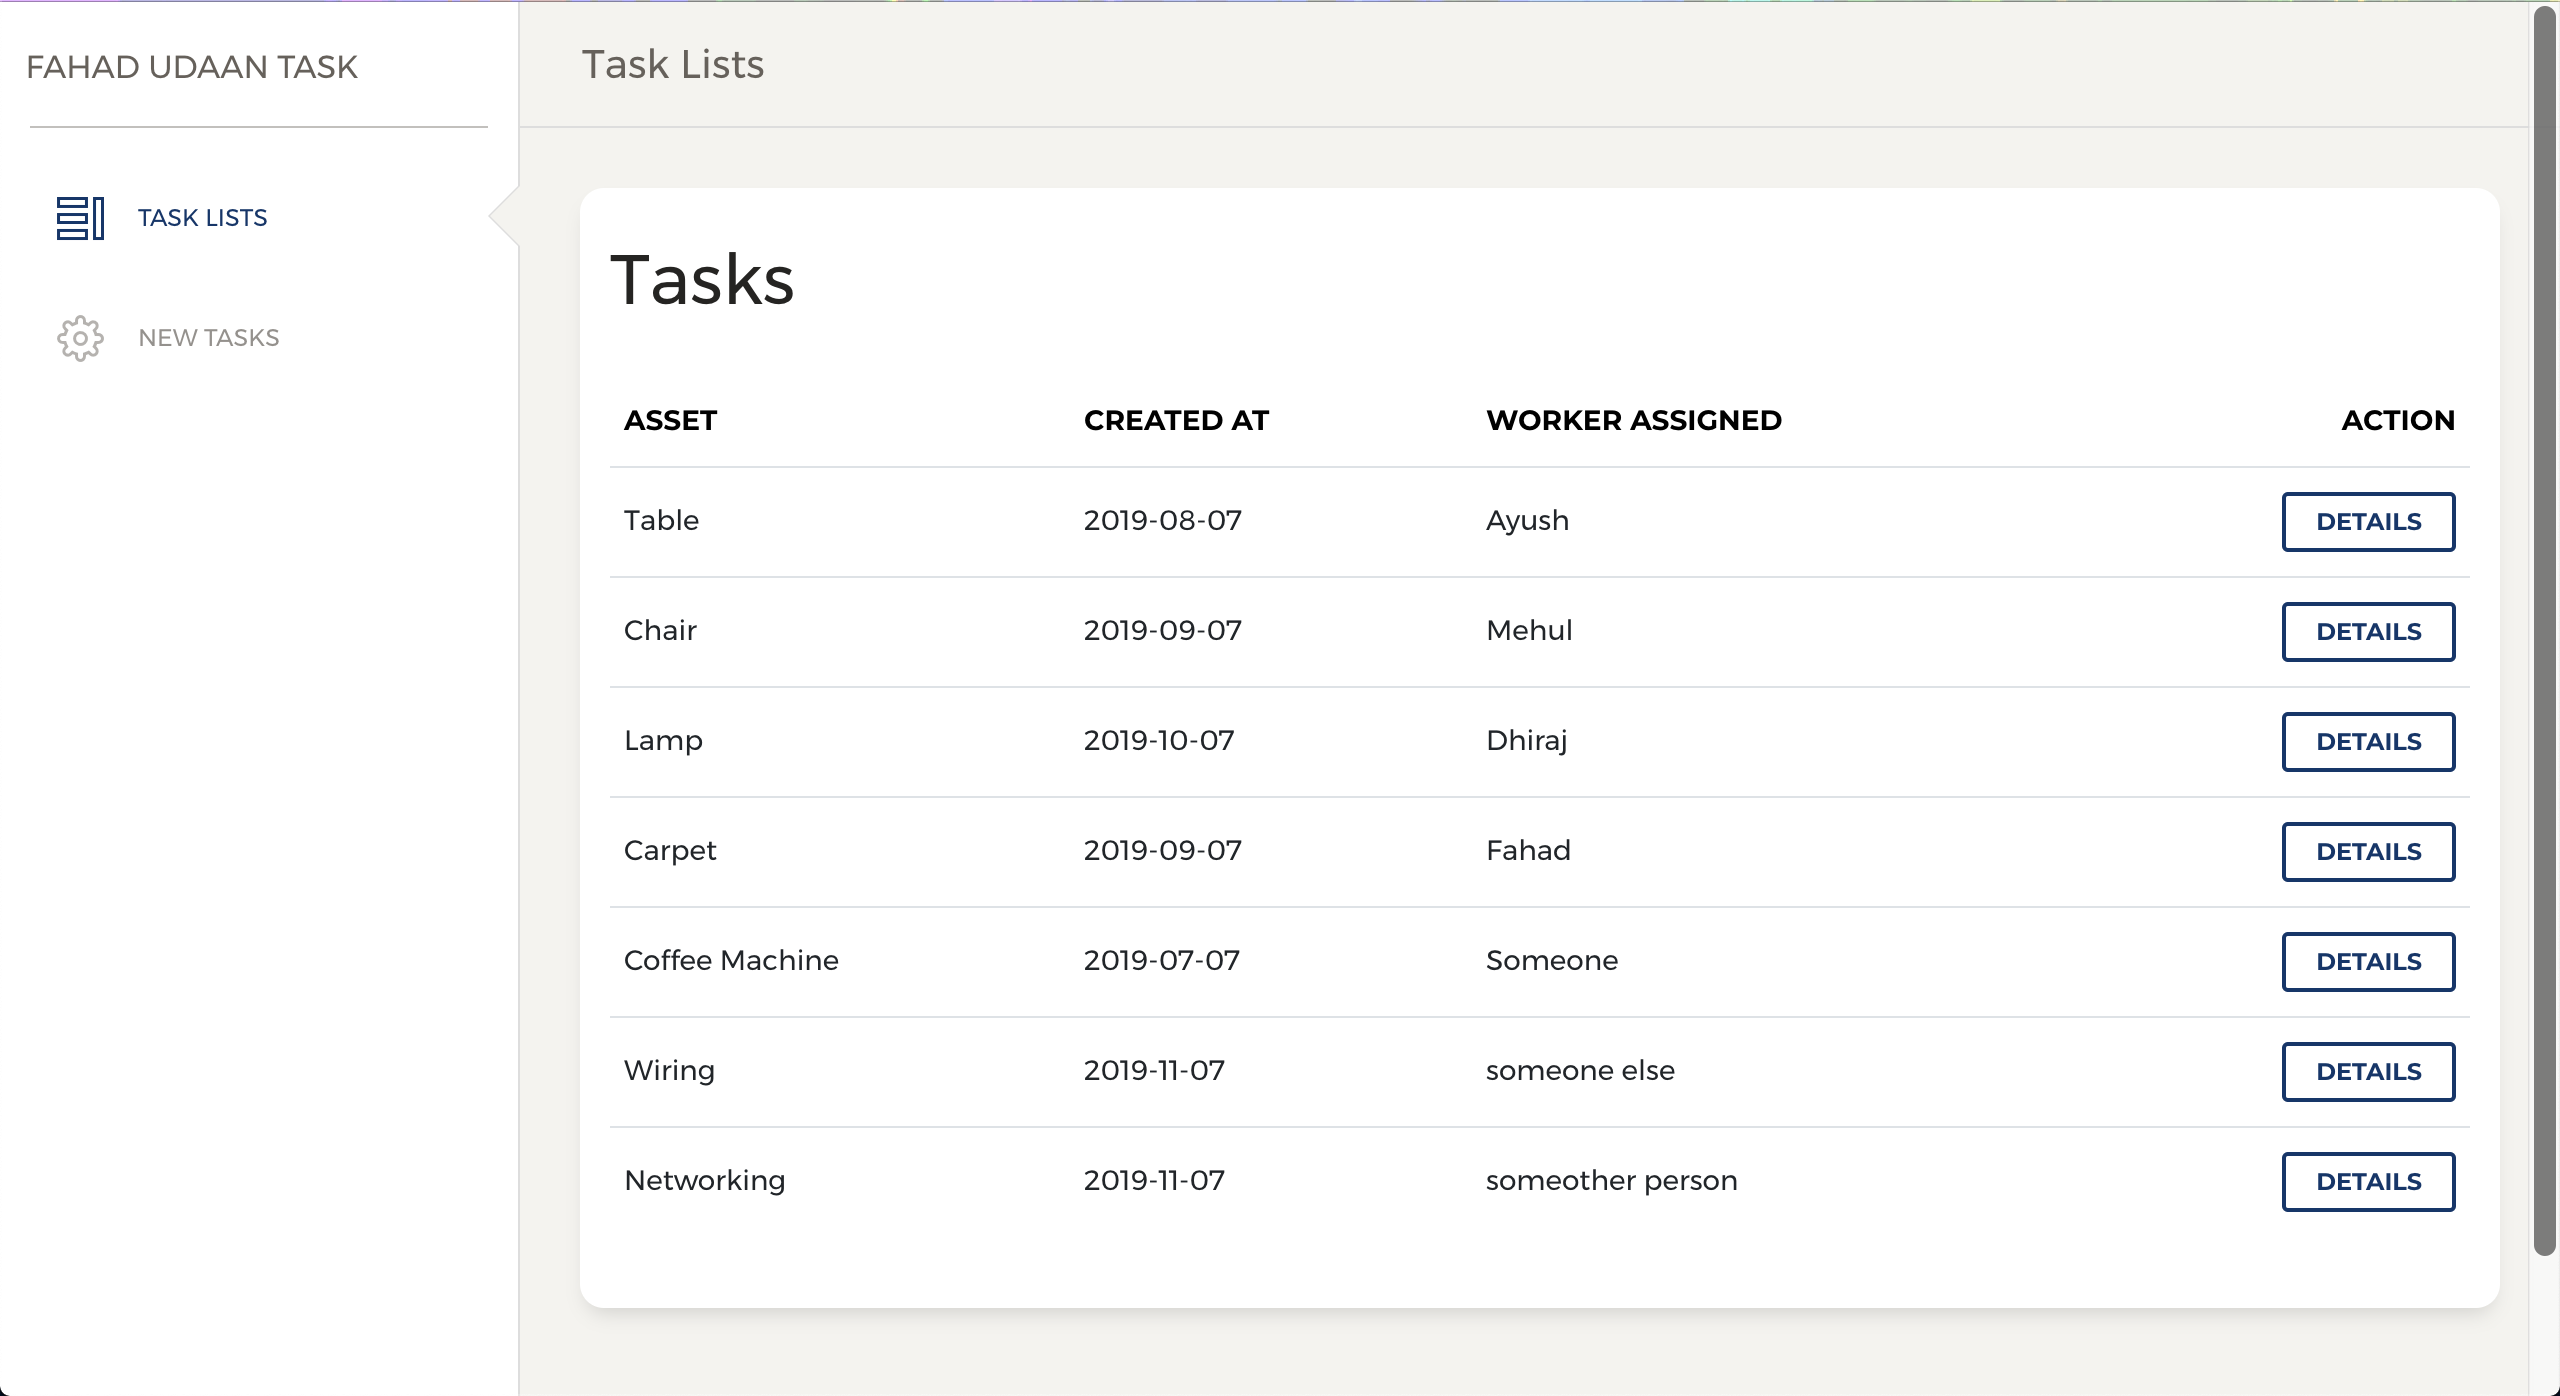 FAHAD UDAAN TASK
TASK LISTS
NEW TASKS
Task Lists
Tasks
ASSET CREATED AT WORKER ASSIGNED ACTION
Table 2019-08-07 Ayush DETAILS
Chair 2019-09-07 Mehul DETAILS
Lamp 2019-10-07 Dhiraj DETAILS
Carpet 2019-09-07 Fahad DETAILS
Coffee Machine 2019-07-07 Someone DETAILS
Wiring 2019-11-07 someone else DETAILS
Networking 2019-11-07 someother person DETAILS